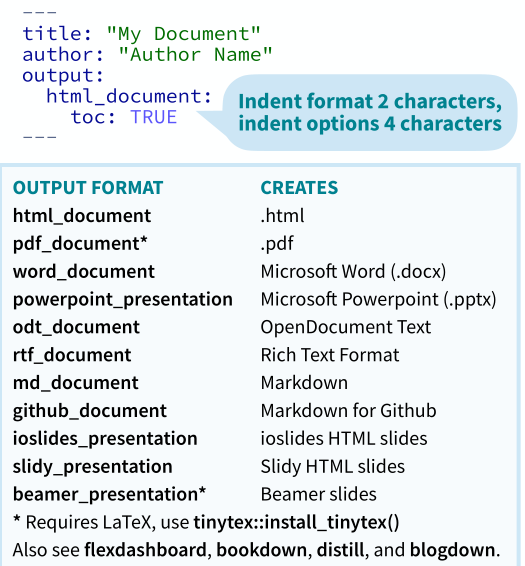 ---
title: "My Document"
author: "Author Name"
output:
  html_document:
    toc: TRUE
---
Indent format 2 characters,
indent options 4 characters
OUTPUT FORMAT CREATES
html_document .html
pdf_document* .pdf
word_document Microsoft Word (.docx)
powerpoint_presentation Microsoft Powerpoint (.pptx)
odt_document OpenDocument Text
rtf_document Rich Text Format
md_document Markdown
github_document Markdown for Github
ioslides_presentation ioslides HTML slides
slidy_presentation Slidy HTML slides
beamer_presentation* Beamer slides
* Requires LaTeX, use tinytex::install_tinytex()
Also see flexdashboard, bookdown, distill, and blogdown.